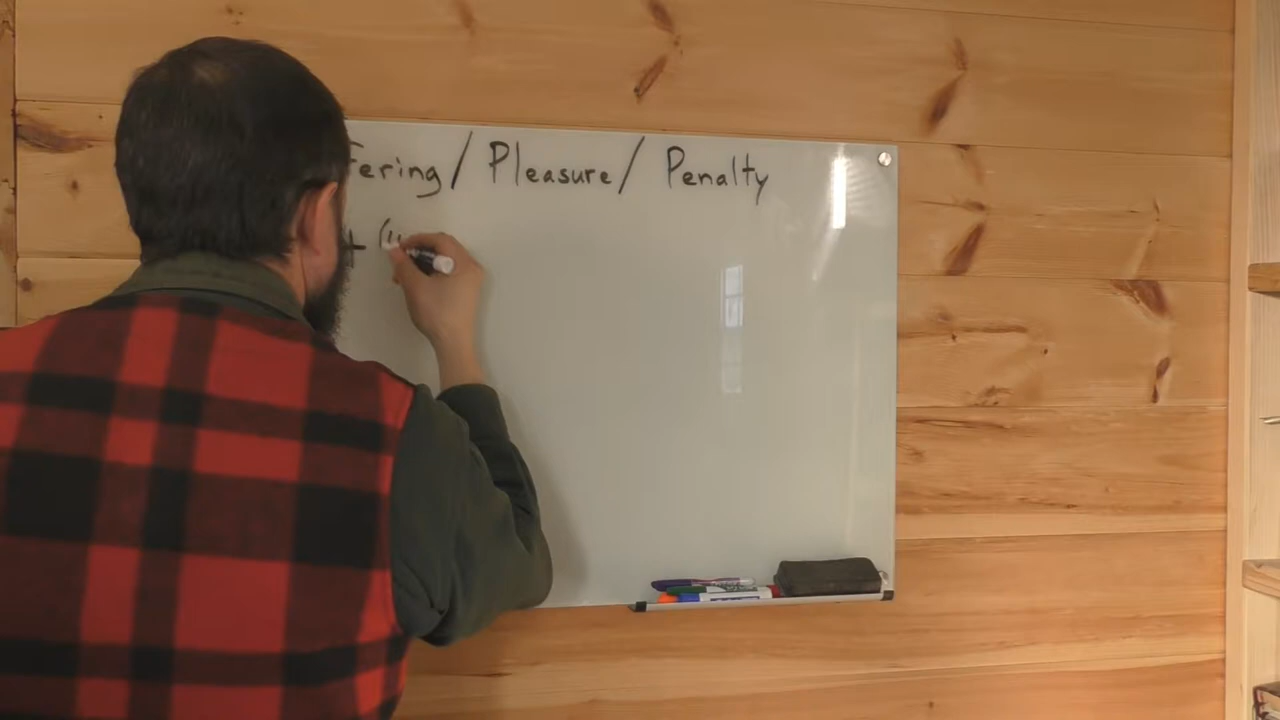 fering / Pleasure / Penalty
+ (